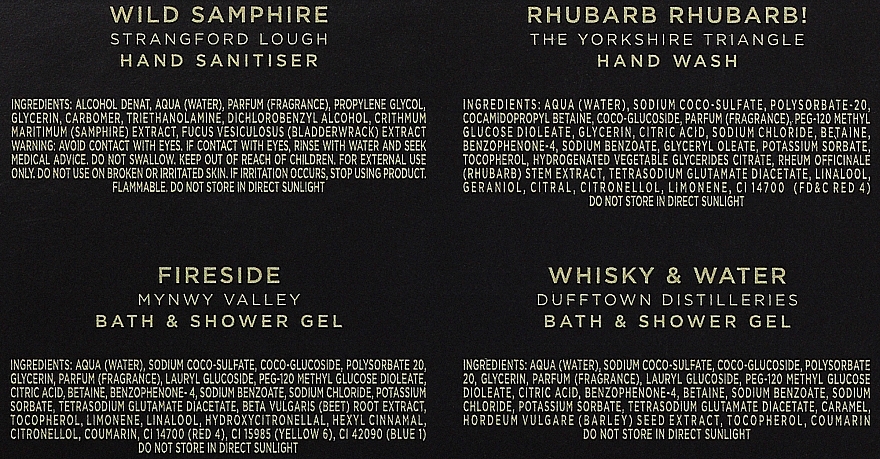 WILD SAMPHIRE
STRANGFORD LOUGH
HAND SANITISER
INGREDIENTS: ALCOHOL DENAT, AQUA (WATER), PARFUM (FRAGRANCE), PROPYLENE GLYCOL,
GLYCERIN, CARBOMER, TRIETHANOLAMINE, DICHLOROBENZYL ALCOHOL, CRITHMUM
MARITIMUM (SAMPHIRE) EXTRACT, FUCUS VESICULOSUS (BLADDERWRACK) EXTRACT
WARNING: AVOID CONTACT WITH EYES. IF CONTACT WITH EYES, RINSE WITH WATER AND SEEK
MEDICAL ADVICE. DO NOT SWALLOW. KEEP OUT OF REACH OF CHILDREN. FOR EXTERNAL USE
ONLY. DO NOT USE ON BROKEN OR IRRITATED SKIN. IF IRRITATION OCCURS, STOP USING PRODUCT.
FLAMMABLE. DO NOT STORE IN DIRECT SUNLIGHT
RHUBARB RHUBARB!
THE YORKSHIRE TRIANGLE
HAND WASH
INGREDIENTS: AQUA (WATER), SODIUM COCO-SULFATE, POLYSORBATE-20,
COCAMIDOPROPYL BETAINE, COCO-GLUCOSIDE, PARFUM (FRAGRANCE), PEG-120 METHYL
GLUCOSE DIOLEATE, GLYCERIN, CITRIC ACID, SODIUM CHLORIDE, BETAINE,
BENZOPHENONE-4, SODIUM BENZOATE, GLYCERYL OLEATE, POTASSIUM SORBATE,
TOCOPHEROL, HYDROGENATED VEGETABLE GLYCERIDES CITRATE, RHEUM OFFICINALE
(RHUBARB) STEM EXTRACT, TETRASODIUM GLUTAMATE DIACETATE, LINALOOL,
GERANIOL, CITRAL, CITRONELLOL, LIMONENE, CI 14700 (FD&C RED 4)
DO NOT STORE IN DIRECT SUNLIGHT
FIRESIDE
MYNWY VALLEY
BATH & SHOWER GEL
INGREDIENTS: AQUA (WATER), SODIUM COCO-SULFATE, COCO-GLUCOSIDE, POLYSORBATE 20,
GLYCERIN, PARFUM (FRAGRANCE), LAURYL GLUCOSIDE, PEG-120 METHYL GLUCOSE DIOLEATE,
CITRIC ACID, BETAINE, BENZOPHENONE-4, SODIUM BENZOATE, SODIUM CHLORIDE, POTASSIUM
SORBATE, TETRASODIUM GLUTAMATE DIACETATE, BETA VULGARIS (BEET) ROOT EXTRACT,
TOCOPHEROL, LIMONENE, LINALOOL, HYDROXYCITRONELLAL, HEXYL CINNAMAL,
CITRONELLOL, COUMARIN, CI 14700 (RED 4), CI 15985 (YELLOW 6), CI 42090 (BLUE 1)
DO NOT STORE IN DIRECT SUNLIGHT
WHISKY & WATER
DUFFTOWN DISTILLERIES
BATH & SHOWER GEL
INGREDIENTS: AQUA (WATER), SODIUM COCO-SULFATE, COCO-GLUCOSIDE, POLYSORBATE
20, GLYCERIN, PARFUM (FRAGRANCE), LAURYL GLUCOSIDE, PEG-120 METHYL GLUCOSE
DIOLEATE, CITRIC ACID, BENZOPHENONE-4, BETAINE, SODIUM BENZOATE, SODIUM
CHLORIDE, POTASSIUM SORBATE, TETRASODIUM GLUTAMATE DIACETATE, CARAMEL,
HORDEUM VULGARE (BARLEY) SEED EXTRACT, TOCOPHEROL, COUMARIN
DO NOT STORE IN DIRECT SUNLIGHT